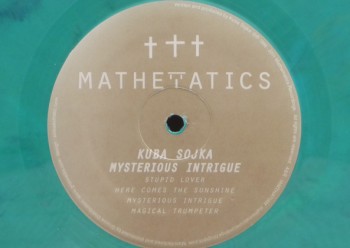 MATHEMATICS
KUBA SOJKA
MYSTERIOUS INTRIGUE
STUPID LOVER
HERE COMES THE SUNSHINE
MYSTERIOUS INTRIGUE
MAGICAL TRUMPETER